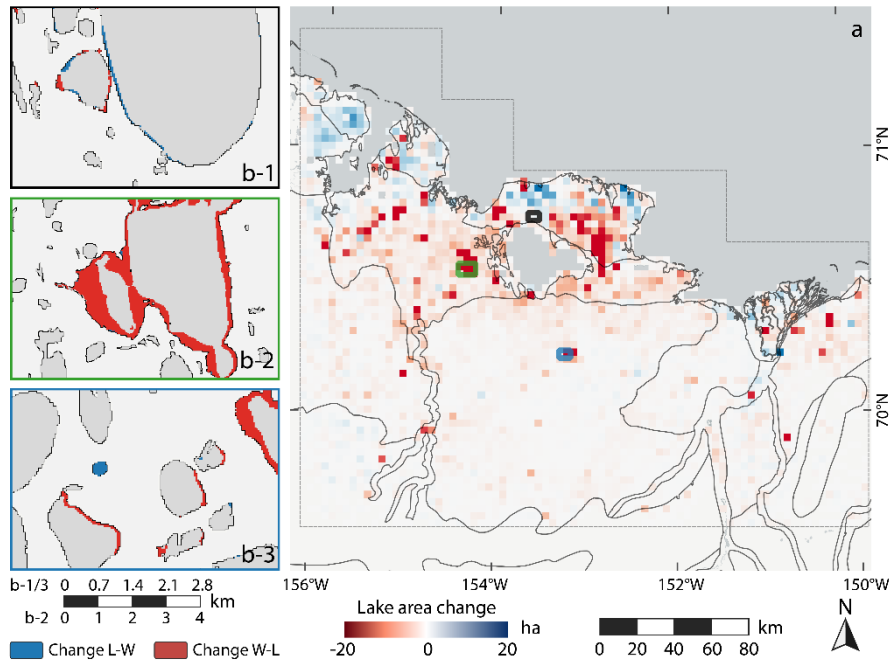 a
b-1
71°N
b-2
70°N
b-3
156°W 154°W 152°W 150°W
b-1/3 0 0.7 1.4 2.1 2.8
km
b-2 0 1 2 3 4
Lake area change
ha
-20 0 20
km
0 20 40 60 80
N
Change L-W Change W-L